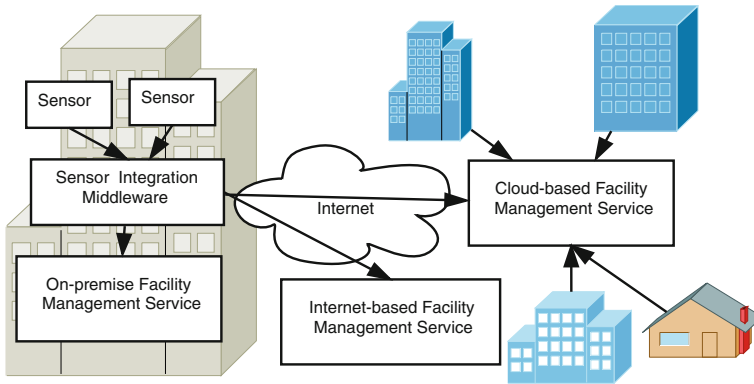 Sensor
Sensor
Sensor Integration
Middleware
Internet
Cloud-based Facility
Management Service
On-premise Facility
Management Service
Internet-based Facility
Management Service